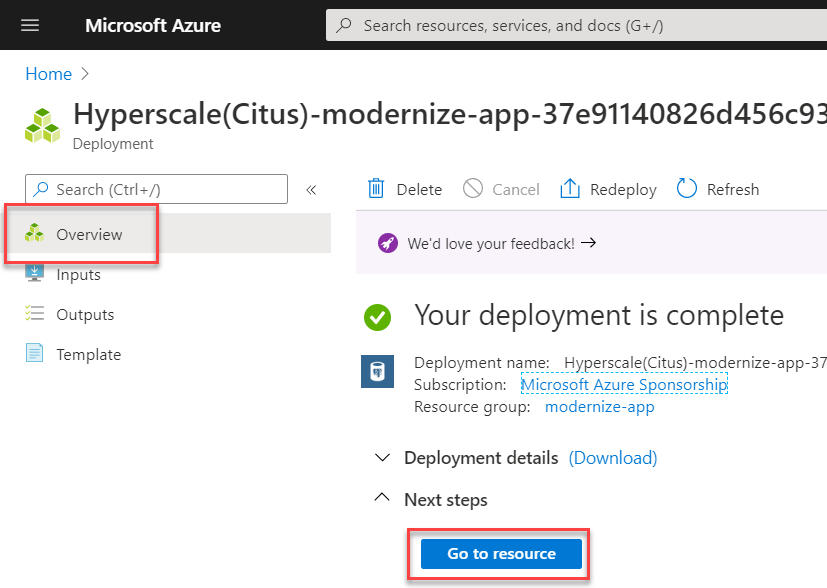 Microsoft Azure
Search resources, services, and docs (G+/)
Home
Hyperscale(Citus)-modernize-app-37e91140826d456c93
Deployment
Search (Ctrl+/)
«
Delete
Cancel
Redeploy
Refresh
Overview
Inputs
Outputs
Template
We'd love your feedback! →
Your deployment is complete
Deployment name: Hyperscale(Citus)-modernize-app-37
Subscription: Microsoft Azure Sponsorship
Resource group: modernize-app
Deployment details (Download)
Next steps
Go to resource